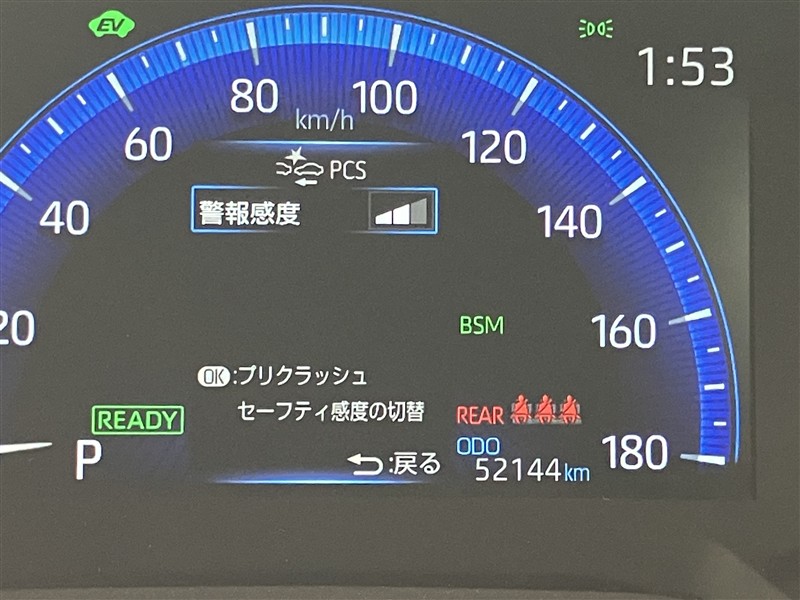 EV
1:53
80
100
km/h
60
120
PCS
40
警報感度
140
20
BSM
160
OK:プリクラッシュ
セーフティ感度の切替
READY
REAR
P
ODO
:戻る
52144km
180